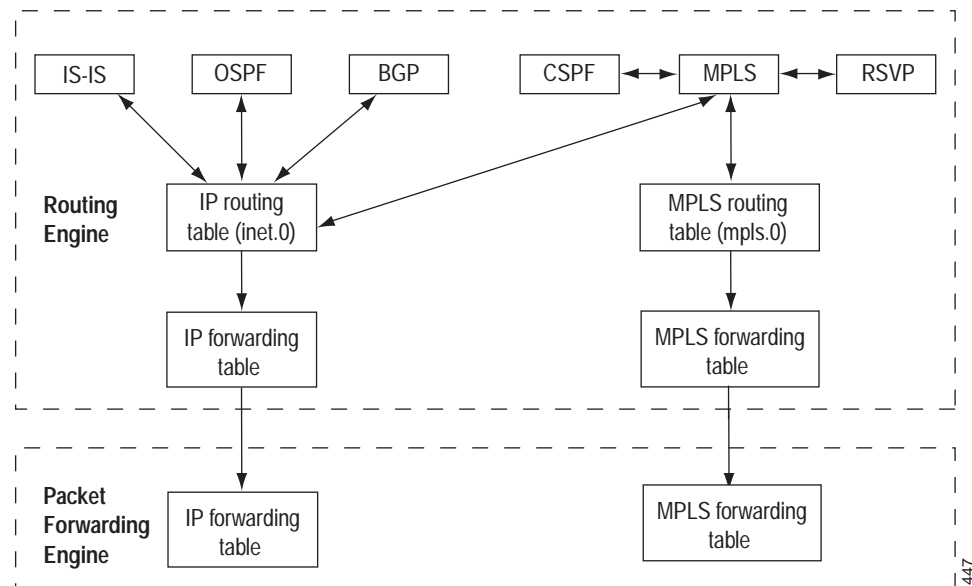 IS-IS
OSPF
BGP
CSPF
MPLS
RSVP
Routing
Engine
IP routing
table (inet.0)
MPLS routing
table (mpls.0)
IP forwarding
table
MPLS forwarding
table
Packet
Forwarding
Engine
IP forwarding
table
MPLS forwarding
table
447